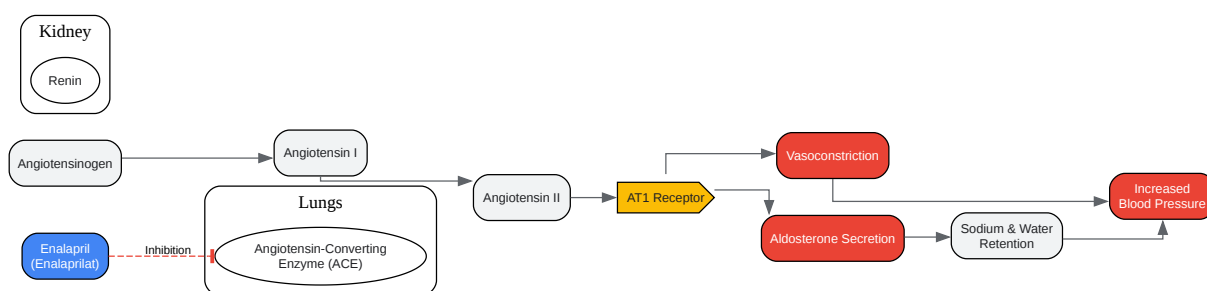 Kidney
Renin
Angiotensinogen
Angiotensin I
Vasoconstriction
Angiotensin II
AT1 Receptor
Increased
Blood Pressure
Lungs
Aldosterone Secretion
Sodium & Water
Retention
Enalapril
(Enalaprilat)
Inhibition
Angiotensin-Converting
Enzyme (ACE)